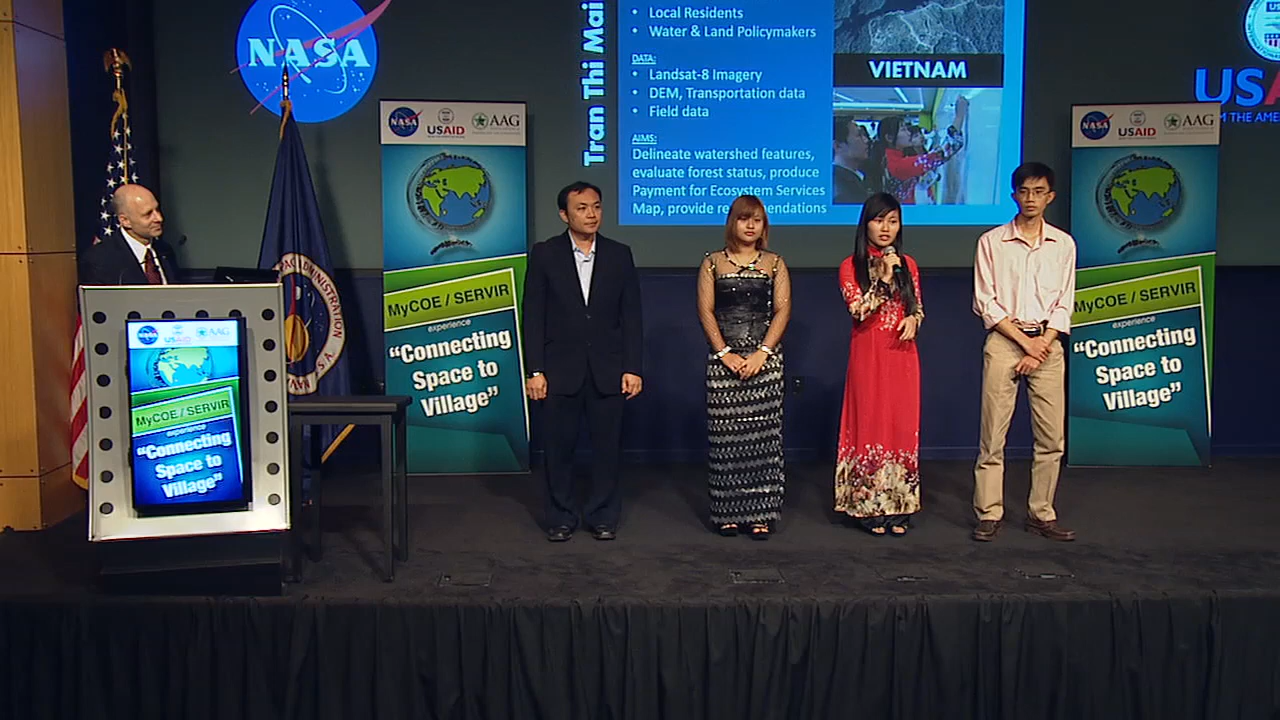 NASA
Tran Thi Mai
• Local Residents
• Water & Land Policymakers
DATA:
• Landsat-8 Imagery
• DEM, Transportation data
• Field data
AIMS:
Delineate watershed features,
evaluate forest status, produce
Payment for Ecosystem Services
VIETNAM
NASA
USAID
AAG
MyCOE / SERVIR
experience
“Connecting
Space to
Village”
NASA
USAID
AAG
MyCOE / SERVIR
experience
“Connecting
Space to
Village”
NASA
USAID
AAG
MyCOE / SERVIR
experience
“Connecting
Space to
Village”